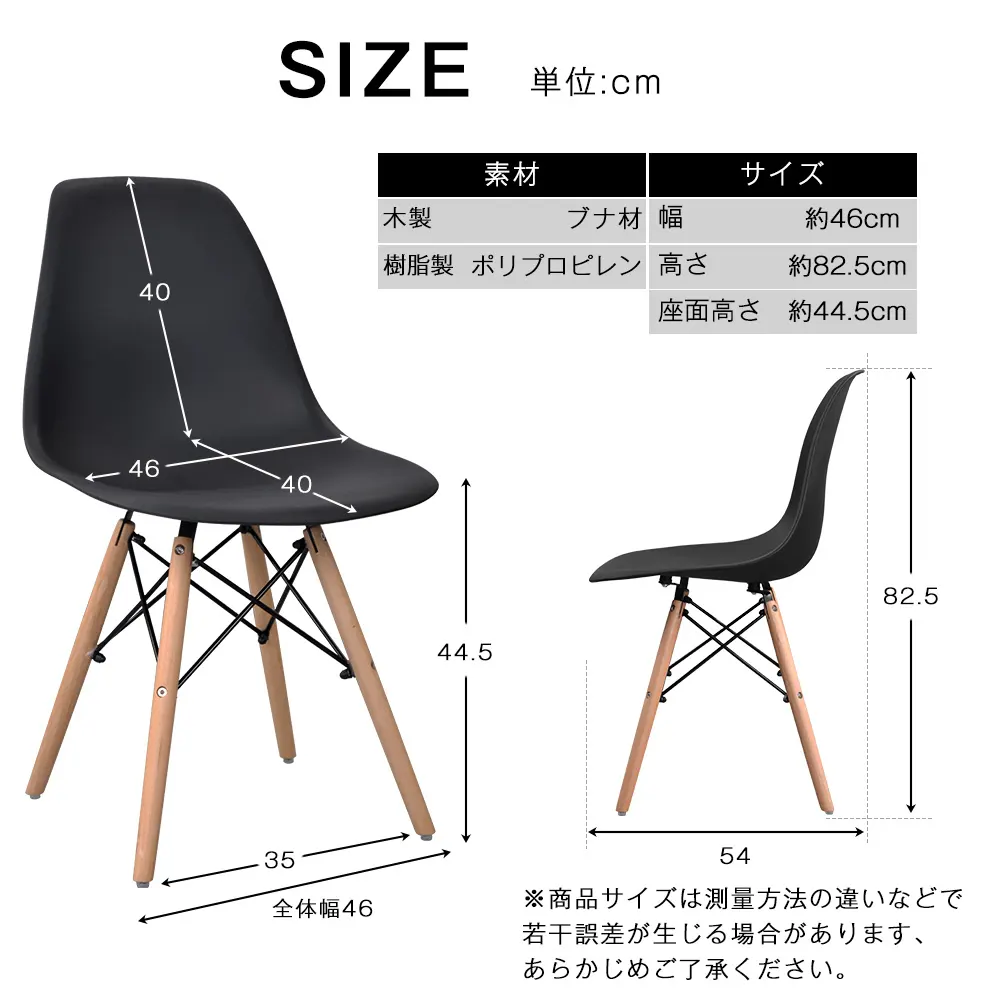 SIZE 単位:cm
素材 サイズ
木製 ブナ材 幅 約46cm
樹脂製 ポリプロピレン 高さ 約82.5cm
座面高さ 約44.5cm
40
46
40
44.5
82.5
35
全体幅46
54
※商品サイズは測量方法の違いなどで
若干誤差が生じる場合があります、
あらかじめご了承ください。